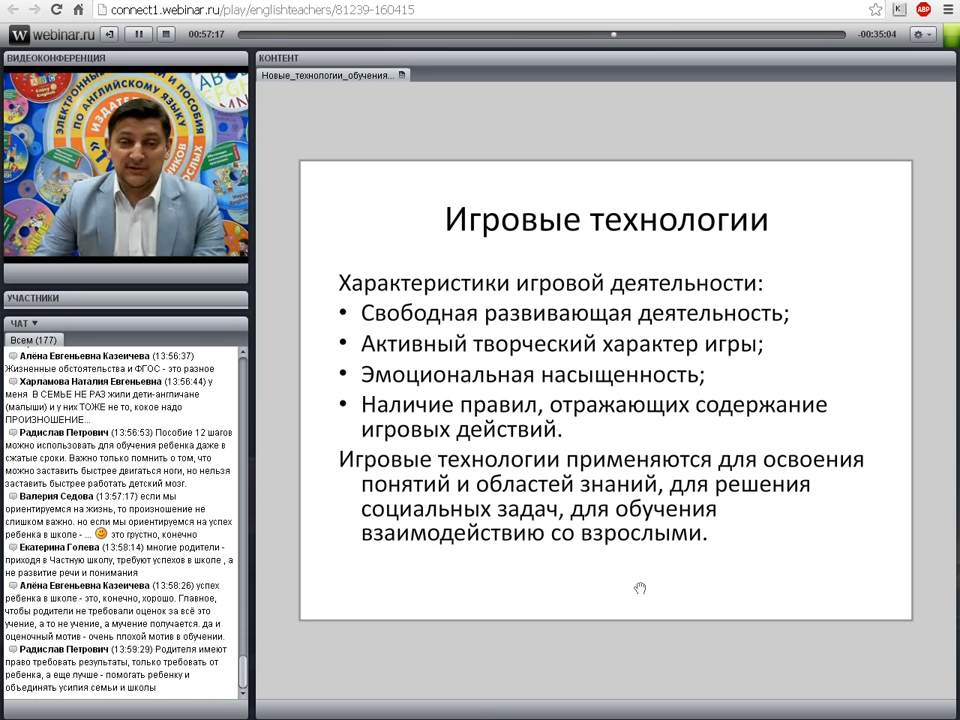 connect1.webinar.ru/play/englishteachers/81239-160415
K
ABP
W webinar.ru
00:57:17
-00:35:04
ВИДЕОКОНФЕРЕНЦИЯ
ЭЛЕКТРОННЫЕ
ПО АНГЛИЙСКОМУ ЯЗЫКУ
УЧАСТНИКИ
ЧАТ
Всем (177)
Алёна Евгеньевна Казеичева (13:56:37)
Жизненные обстоятельства и ФГОС - это разное
Харламова Наталия Евгеньевна (13:56:44) у
меня В СЕМЬЕ НЕ РАЗ жили дети-англичане
(малыши) и у них ТОЖЕ не то, кокое надо
ПРОИЗНОШЕНИЕ...
Радислав Петрович (13:56:53) Пособие 12 шагов
можно использовать для обучения ребенка даже в
сжатые сроки. Важно только помнить о том, что
можно заставить быстрее двигаться ноги, но нельзя
заставить быстрее работать детский мозг.
Валерия Седова (13:57:17) если мы
ориентируемся на жизнь, то произношение не
слишком важно. но если мы ориентируемся на успех
ребенка в школе - ... это грустно, конечно
Екатерина Голева (13:58:14) многие родители -
приходя в Частную школу, требуют успехов в школе , а
не развитие речи и понимания
Алёна Евгеньевна Казеичева (13:58:26) успех
ребенка в школе - это, конечно, хорошо. Главное,
чтобы родители не требовали оценок за всё это
учение, а то не учение, а мучение получается. да и
оценочный мотив - очень плохой мотив в обучении.
Радислав Петрович (13:59:29) Родителя имеют
право требовать результаты, только требовать от
ребенка, а еще лучше - помогать ребенку и
объединять усилия семьи и школы
КОНТЕНТ
Новые_технологии_обучения...
Игровые технологии
Характеристики игровой деятельности:
• Свободная развивающая деятельность;
• Активный творческий характер игры;
• Эмоциональная насыщенность;
• Наличие правил, отражающих содержание
игровых действий.
Игровые технологии применяются для освоения
понятий и областей знаний, для решения
социальных задач, для обучения
взаимодействию со взрослыми.